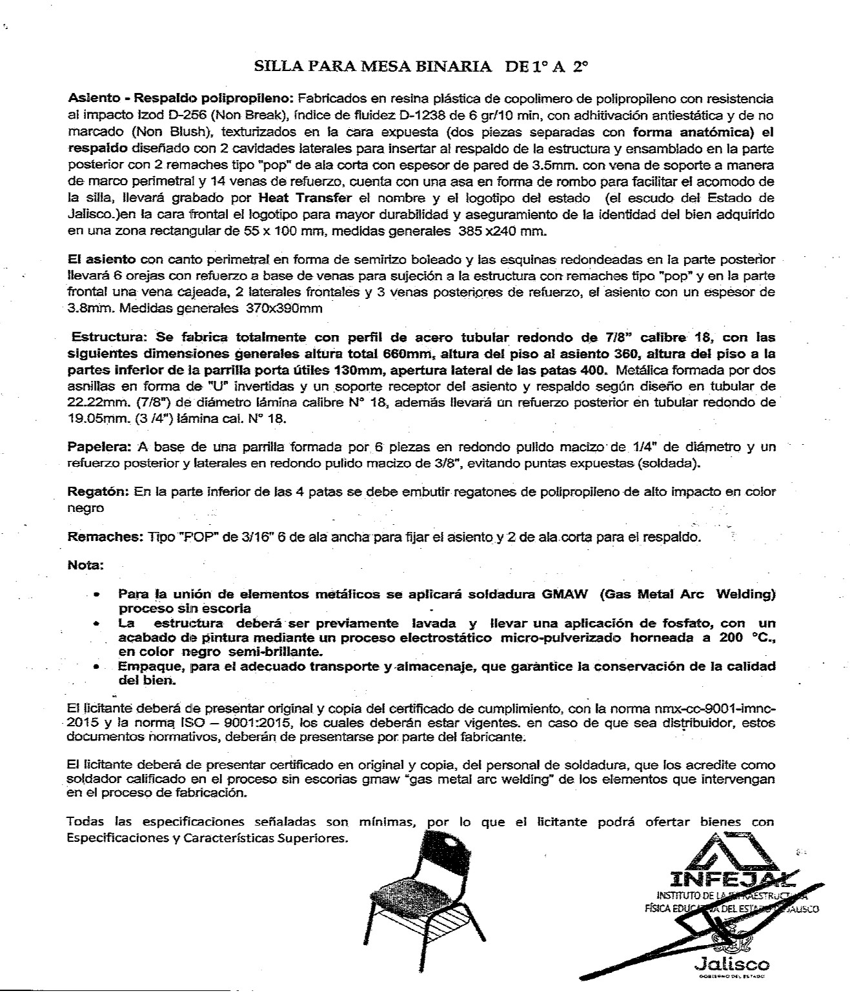 SILLA PARA MESA BINARIA DE 1° A 2°
Asiento - Respaldo polipropileno: Fabricados en resina plástica de copolimero de polipropileno con resistencia
al impacto Izod D-256 (Non Break), índice de fluidez D-1238 de 6 gr/10 min, con adhitivación antiestática y de no
marcado (Non Blush), texturizados en la cara expuesta (dos piezas separadas con forma anatómica) el
respaldo diseñado con 2 cavidades laterales para insertar al respaldo de la estructura y ensamblado en la parte
posterior con 2 remaches tipo "pop" de ala corta con espesor de pared de 3.5mm. con vena de soporte a manera
de marco perimetral y 14 venas de refuerzo, cuenta con una asa en forma de rombo para facilitar el acomodo de
la silla, llevará grabado por Heat Transfer el nombre y el logotipo del estado (el escudo del Estado de
Jalisco.)en la cara frontal el logotipo para mayor durabilidad y aseguramiento de la identidad del bien adquirido
en una zona rectangular de 55 x 100 mm, medidas generales 385 x240 mm.
El asiento con canto perimetral en forma de semirizo boleado y las esquinas redondeadas en la parte posterior
llevará 6 orejas con refuerzo a base de venas para sujeción a la estructura con remaches tipo "pop" y en la parte
frontal una vena cajeada, 2 laterales frontales y 3 venas posteriores de refuerzo, el asiento con un espesor de
3.8mm. Medidas generales 370x390mm
Estructura: Se fabrica totalmente con perfil de acero tubular redondo de 7/8" calibre 18, con las
siguientes dimensiones generales altura total 660mm, altura del piso al asiento 360, altura del piso a la
partes inferior de la parrilla porta útiles 130mm, apertura lateral de las patas 400. Metálica formada por dos
asnillas en forma de "U" invertidas y un soporte receptor del asiento y respaldo según diseño en tubular de
22.22mm. (7/8") de diámetro lámina calibre N° 18, además llevará un refuerzo posterior en tubular redondo de
19.05mm. (3 /4") lámina cal. N° 18.
Papelera: A base de una parrilla formada por 6 piezas en redondo pulido macizo de 1/4" de diámetro y un
refuerzo posterior y laterales en redondo pulido macizo de 3/8", evitando puntas expuestas (soldada).
Regatón: En la parte inferior de las 4 patas se debe embutir regatones de polipropileno de alto impacto en color
negro
Remaches: Tipo "POP" de 3/16" 6 de ala ancha para fijar el asiento y 2 de ala corta para el respaldo.
Nota:
• Para la unión de elementos metálicos se aplicará soldadura GMAW (Gas Metal Arc Welding)
proceso sin escoria
• La estructura deberá ser previamente lavada y llevar una aplicación de fosfato, con un
acabado de pintura mediante un proceso electrostático micro-pulverizado horneada a 200 °C.,
en color negro semi-brillante.
• Empaque, para el adecuado transporte y almacenaje, que garantice la conservación de la calidad
del bien.
El licitante deberá de presentar original y copia del certificado de cumplimiento, con la norma nmx-cc-9001-imnc-
2015 y la norma ISO – 9001:2015, los cuales deberán estar vigentes. en caso de que sea distribuidor, estos
documentos normativos, deberán de presentarse por parte del fabricante.
El licitante deberá de presentar certificado en original y copia, del personal de soldadura, que los acredite como
soldador calificado en el proceso sin escorias gmaw "gas metal arc welding" de los elementos que intervengan
en el proceso de fabricación.
Todas las especificaciones señaladas son mínimas, por lo que el licitante podrá ofertar bienes con
Especificaciones y Características Superiores.
INFEJAL
INSTITUTO DE LA INFRAESTRUCTURA
FÍSICA EDUCATIVA DEL ESTADO DE JALISCO
Jalisco
GOBIERNO DEL ESTADO